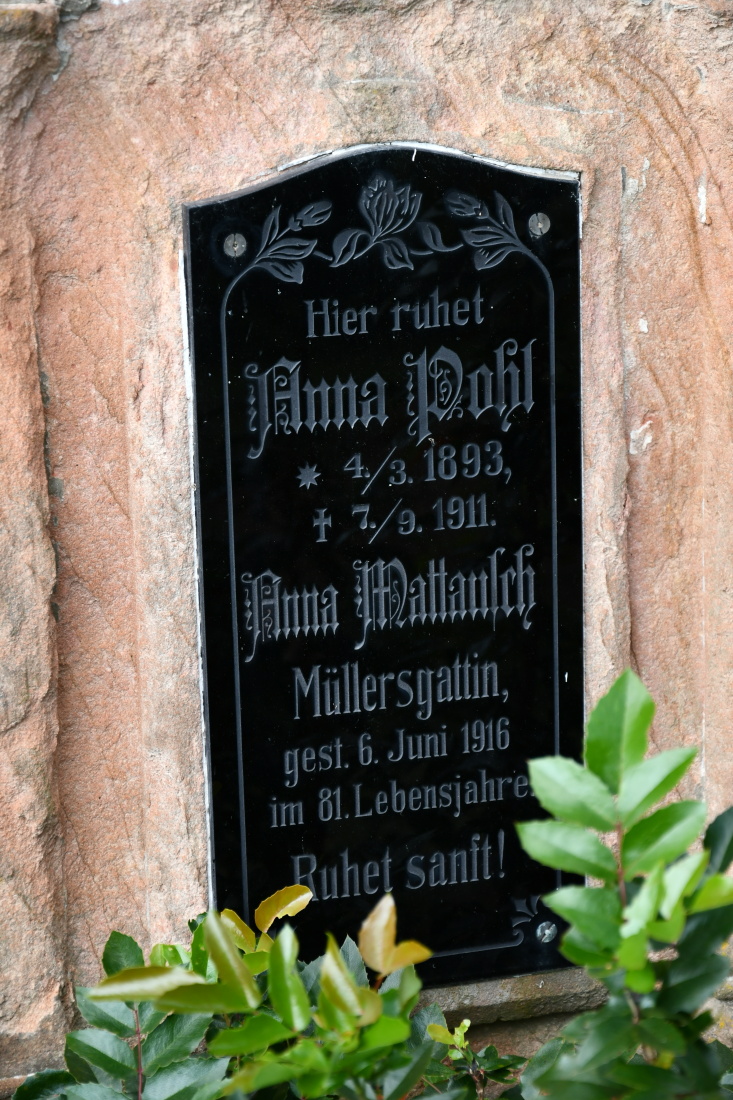 Hier ruhet
Anna Pohl
* 4./3. 1893,
† 7./9. 1911.
Anna Mattausch
Müllersgattin,
gest. 6. Juni 1916
im 81. Lebensjahre.
Ruhet sanft!